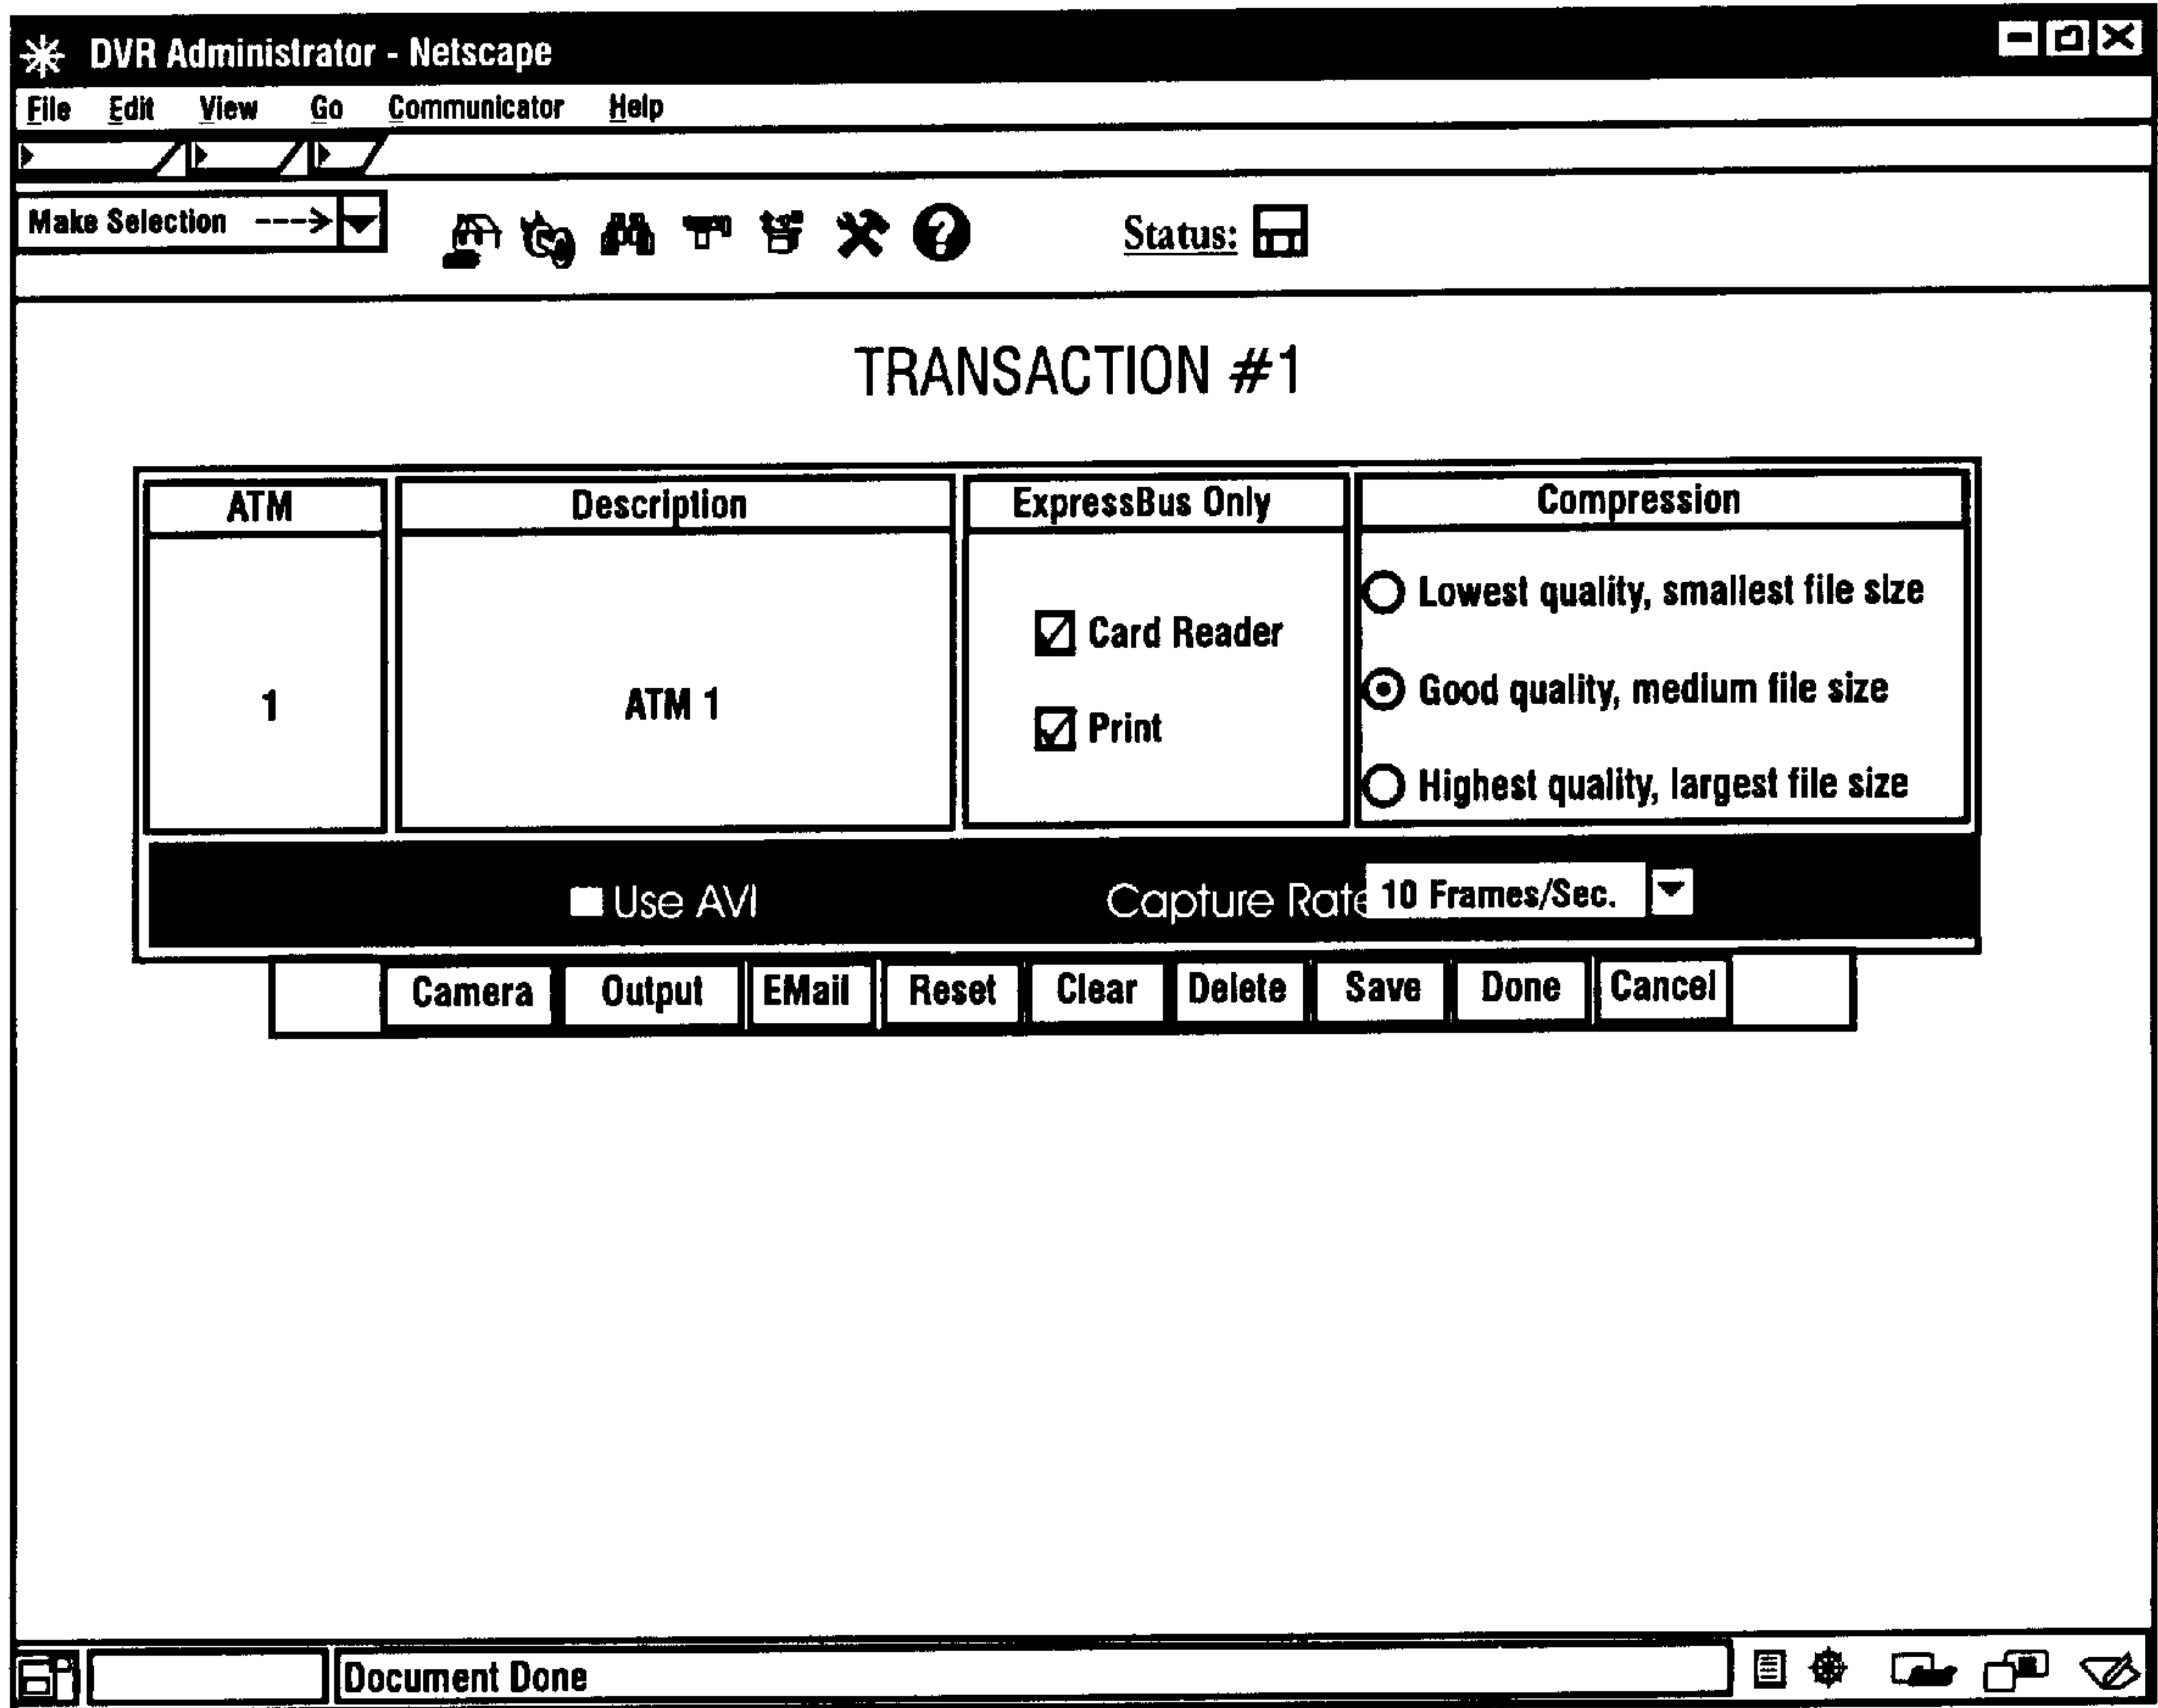 DVR Administrator - Netscape
File Edit View Go Communicator Help
Make Selection ---->
Status:
TRANSACTION #1
ATM Description ExpressBus Only Compression
Lowest quality, smallest file size
Card Reader
1 ATM 1 Good quality, medium file size
Print
Highest quality, largest file size
Use AVI Capture Rate 10 Frames/Sec.
Camera Output EMail Reset Clear Delete Save Done Cancel
Document Done